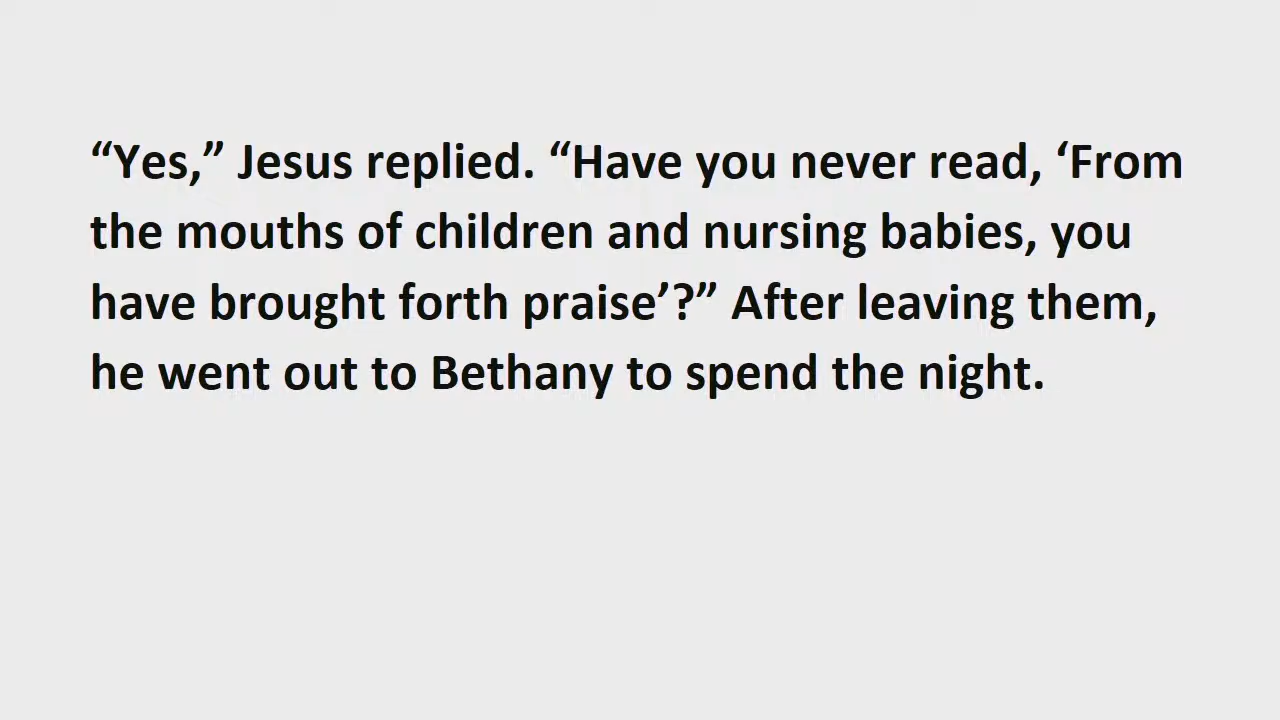 “Yes,” Jesus replied. “Have you never read, ‘From
the mouths of children and nursing babies, you
have brought forth praise’?” After leaving them,
he went out to Bethany to spend the night.